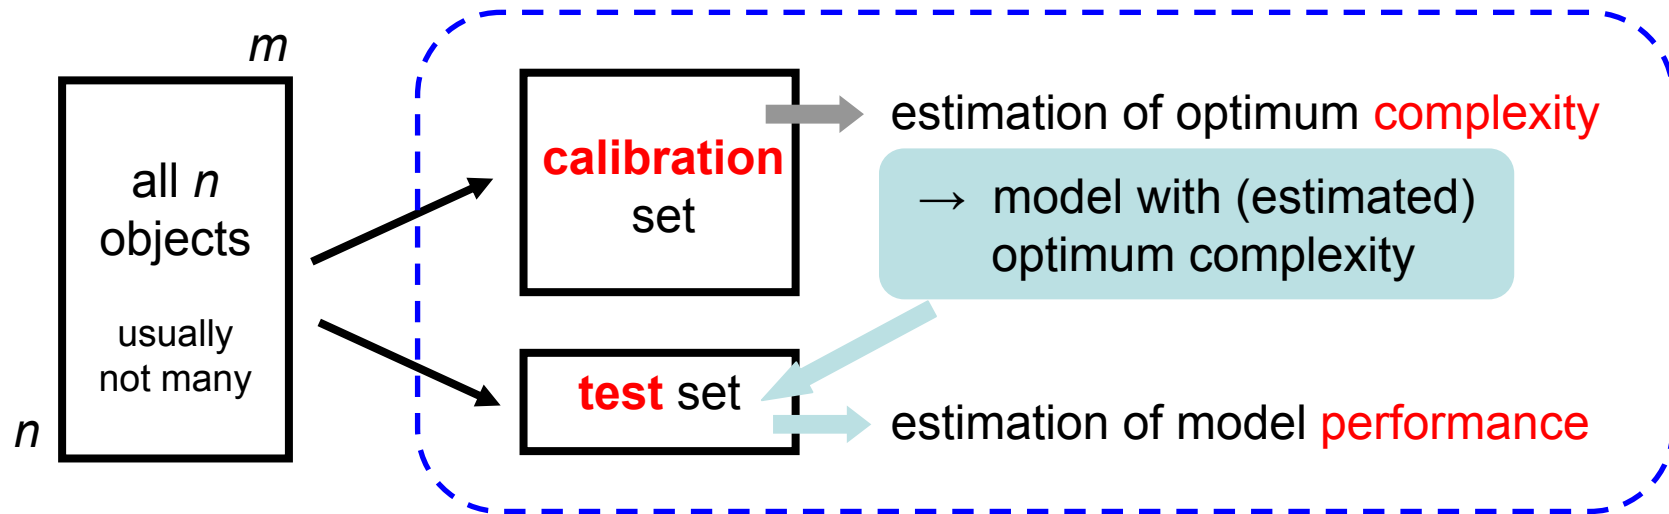 m
all n
objects
usually
not many
n
calibration
set
test set
estimation of optimum complexity
→ model with (estimated)
optimum complexity
estimation of model performance